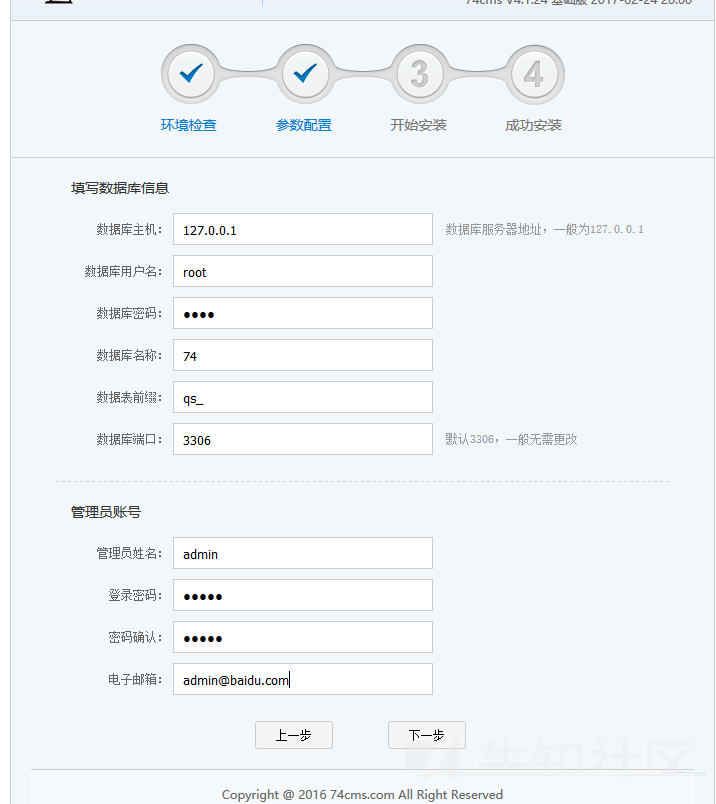 74cms V4.1.24 基础版 2017-02-24 20:00
3
4
环境检查
参数配置
开始安装
成功安装
填写数据库信息
数据库主机: 127.0.0.1 数据库服务器地址,一般为127.0.0.1
数据库用户名: root
数据库密码: ●●●●
数据库名称: 74
数据表前缀: qs_
数据库端口: 3306 默认3306,一般无需更改
管理员账号
管理员姓名: admin
登录密码: ●●●●●
密码确认: ●●●●●
电子邮箱: admin@baidu.com
上一步 下一步
Copyright @ 2016 74cms.com All Right Reserved